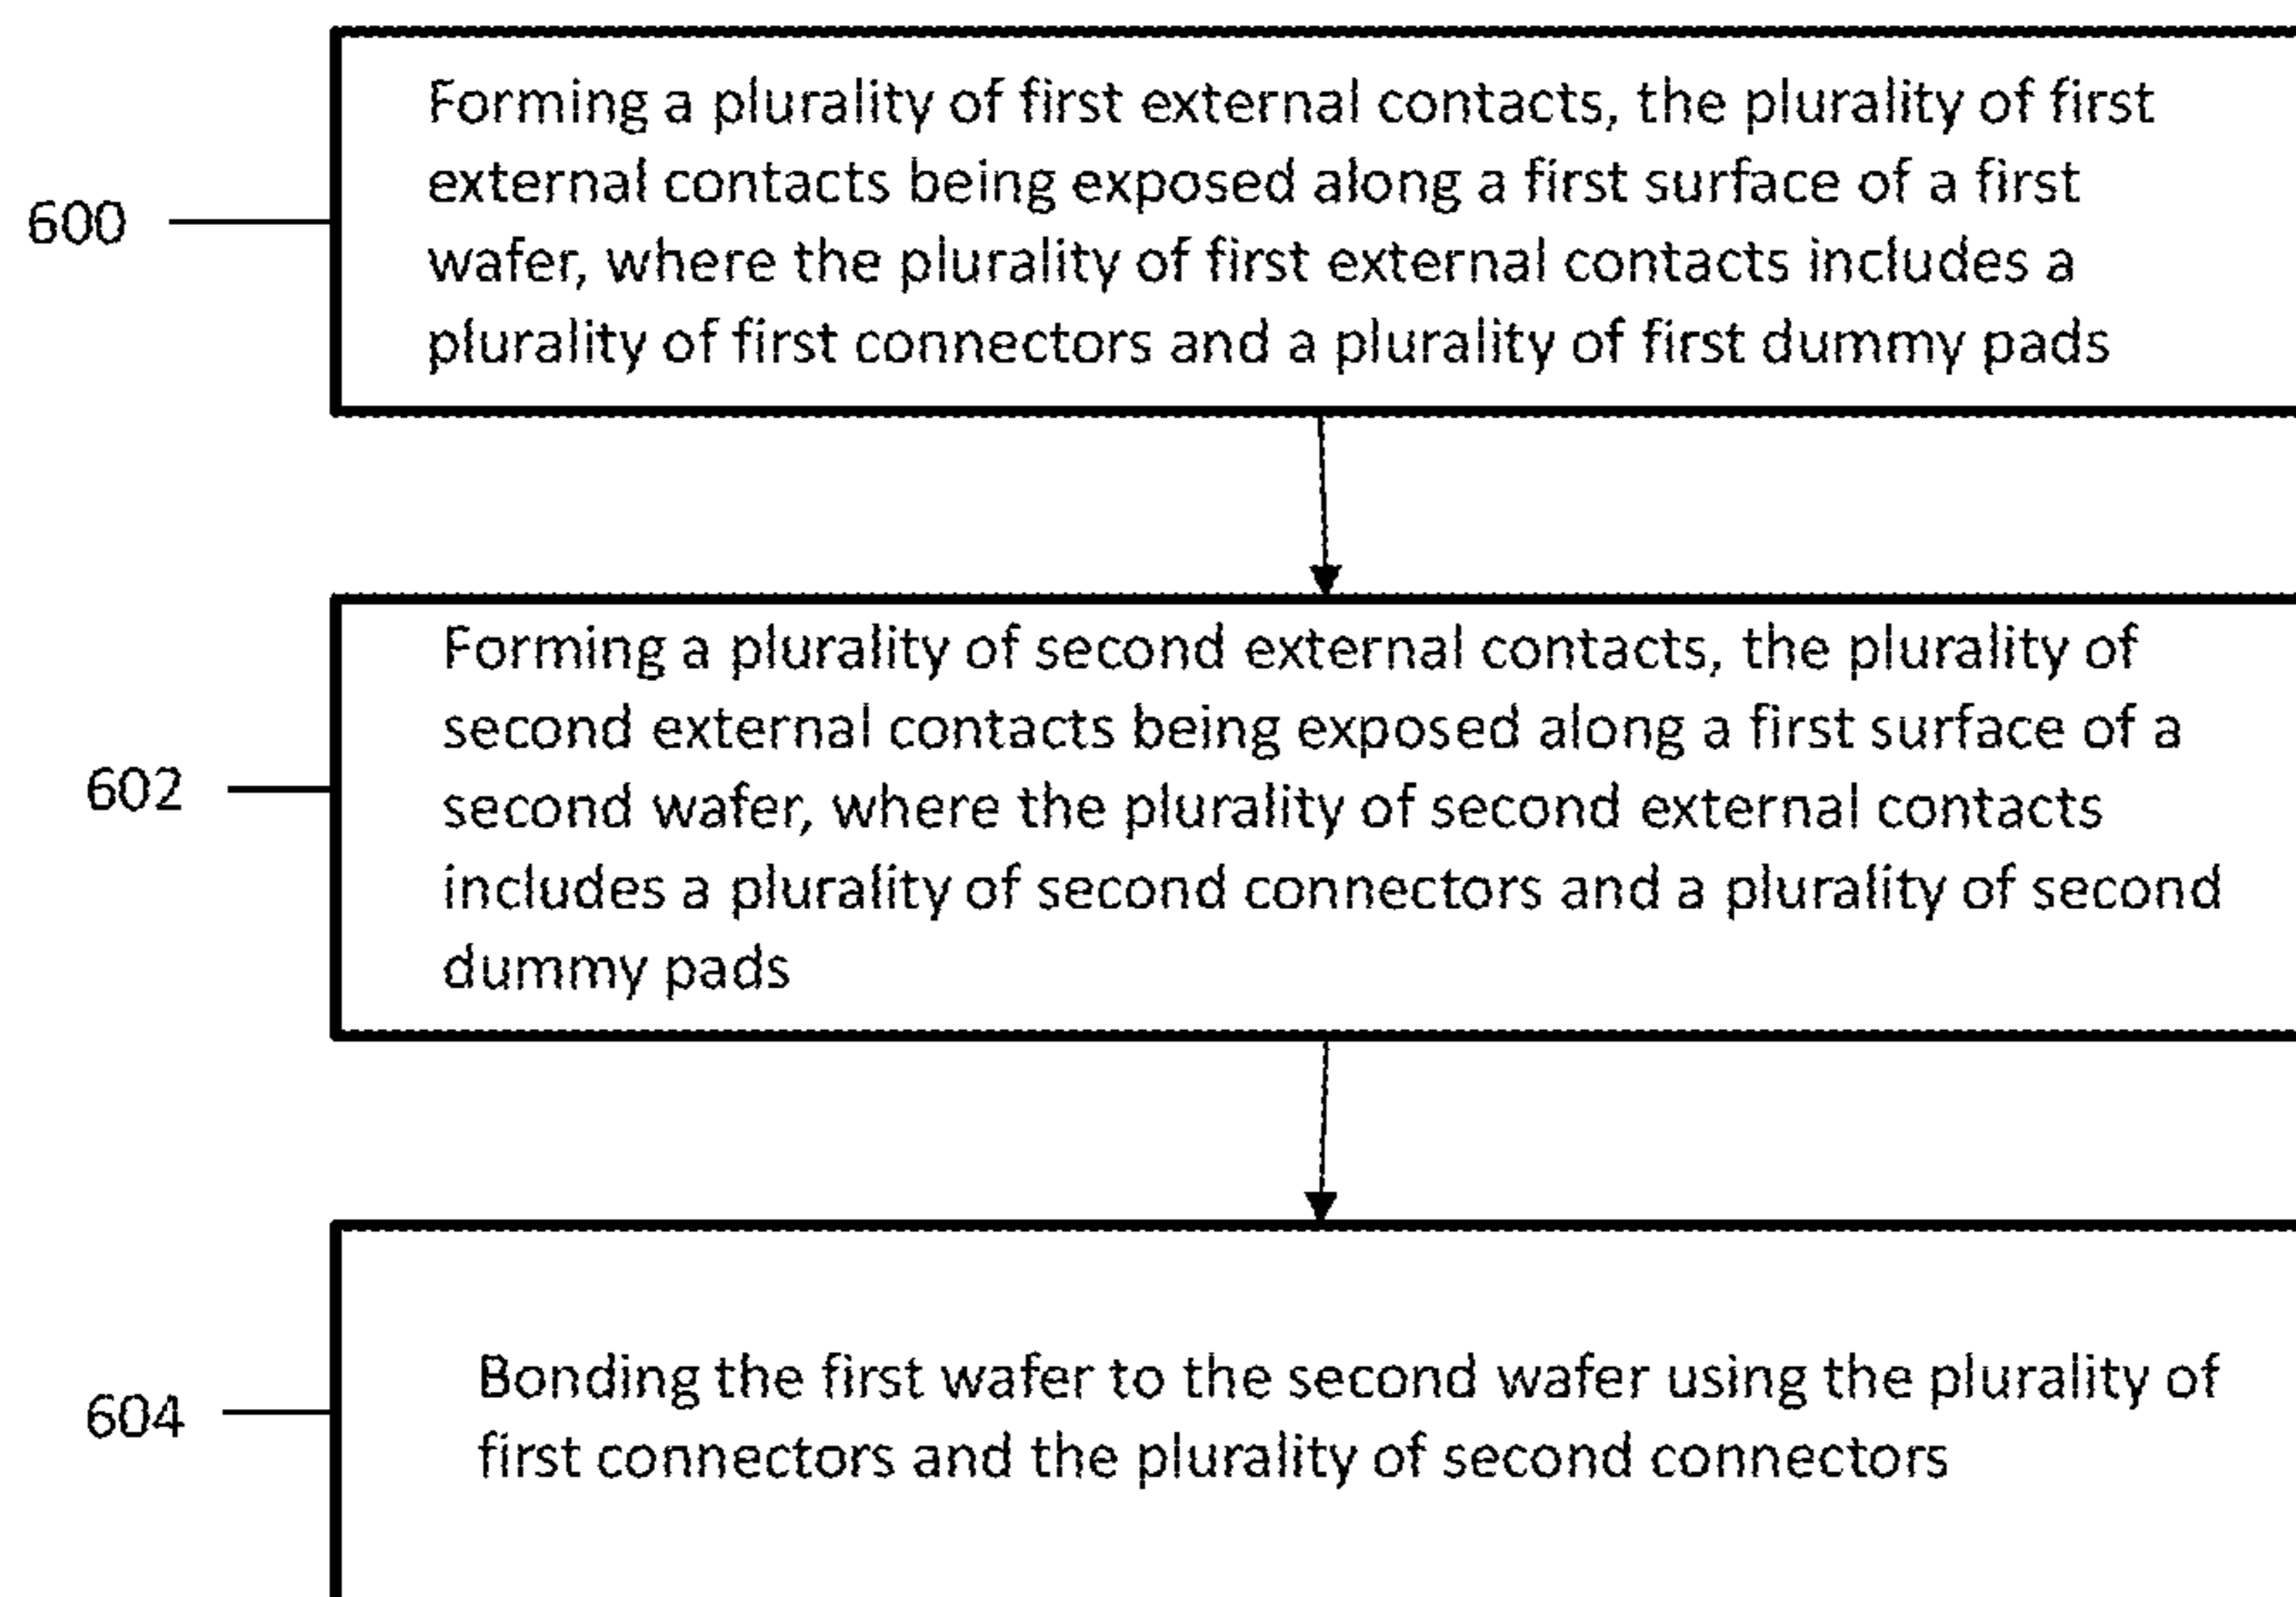 600
Forming a plurality of first external contacts, the plurality of first
external contacts being exposed along a first surface of a first
wafer, where the plurality of first external contacts includes a
plurality of first connectors and a plurality of first dummy pads
602
Forming a plurality of second external contacts, the plurality of
second external contacts being exposed along a first surface of a
second wafer, where the plurality of second external contacts
includes a plurality of second connectors and a plurality of second
dummy pads
604
Bonding the first wafer to the second wafer using the plurality of
first connectors and the plurality of second connectors